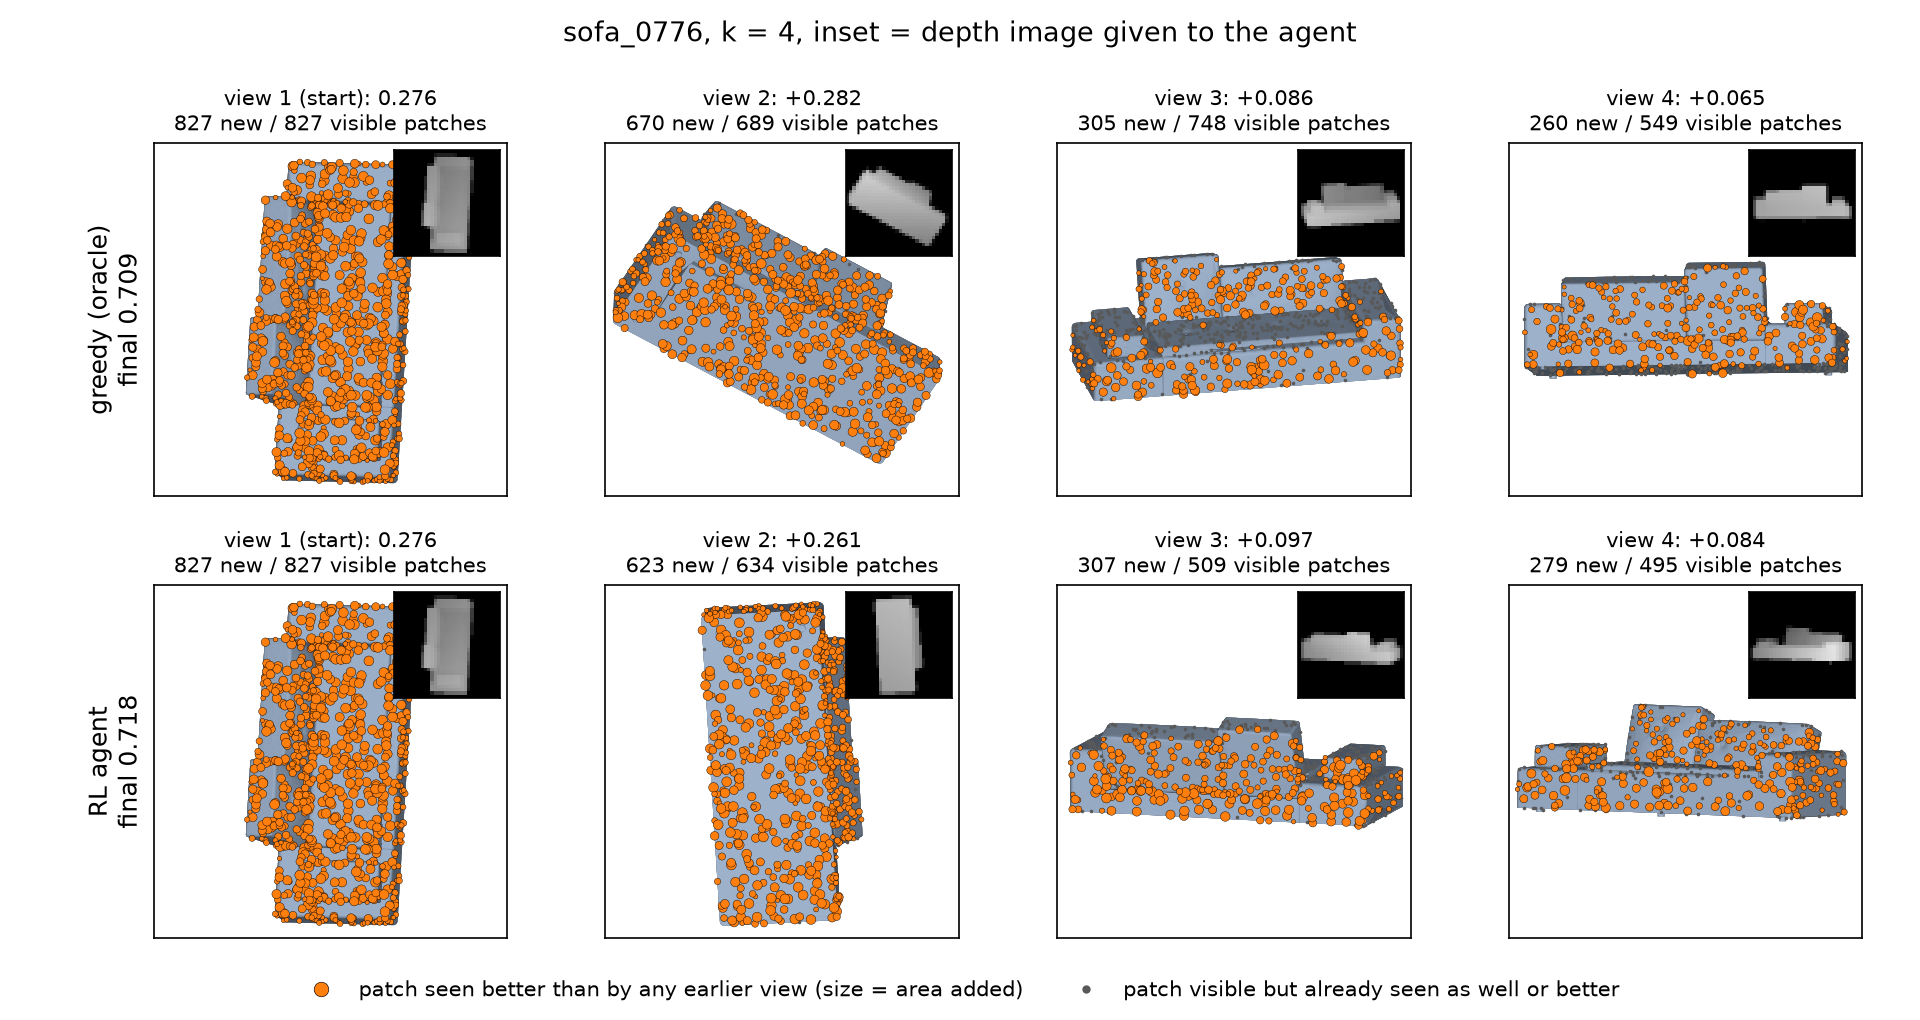 sofa_0776, k = 4, inset = depth image given to the agent
view 1 (start): 0.276
827 new / 827 visible patches
view 2: +0.282
670 new / 689 visible patches
view 3: +0.086
305 new / 748 visible patches
view 4: +0.065
260 new / 549 visible patches
greedy (oracle)
final 0.709
view 1 (start): 0.276
827 new / 827 visible patches
view 2: +0.261
623 new / 634 visible patches
view 3: +0.097
307 new / 509 visible patches
view 4: +0.084
279 new / 495 visible patches
RL agent
final 0.718
patch seen better than by any earlier view (size = area added)
patch visible but already seen as well or better